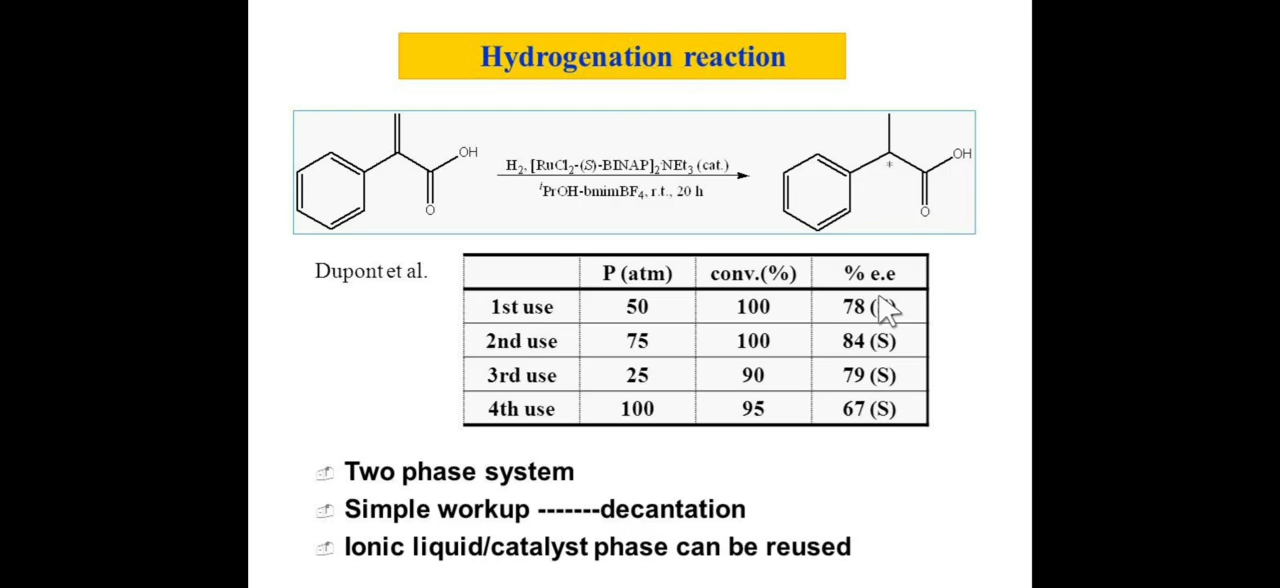 Hydrogenation reaction
OH
O
H2, [RuCl2-(S)-BINAP]2·NEt3 (cat.)
iPrOH-bmimBF4, r.t., 20 h
*
OH
O
Dupont et al.
P (atm) conv.(%) % e.e
1st use 50 100 78 (
2nd use 75 100 84 (S)
3rd use 25 90 79 (S)
4th use 100 95 67 (S)
Two phase system
Simple workup -------decantation
Ionic liquid/catalyst phase can be reused